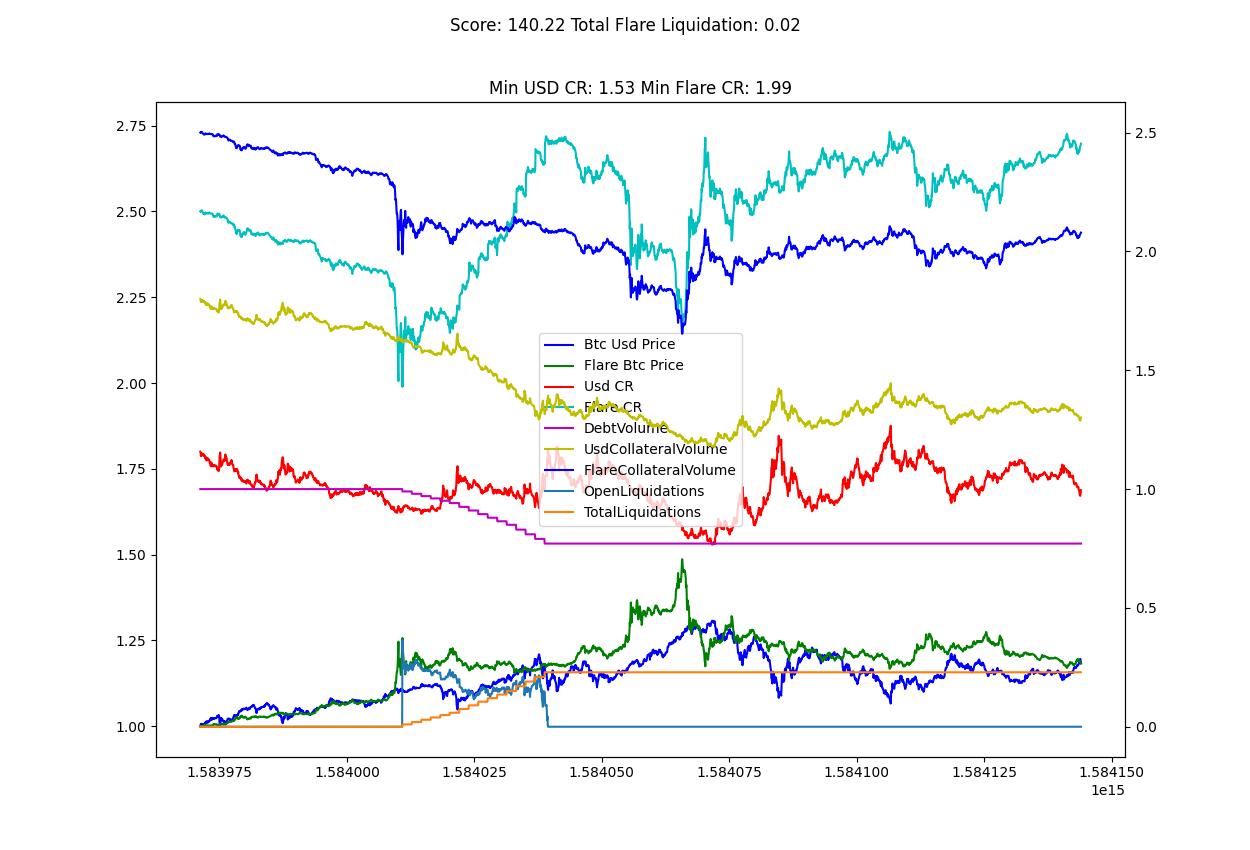 Score: 140.22 Total Flare Liquidation: 0.02
Min USD CR: 1.53 Min Flare CR: 1.99
2.75
2.50
2.25
2.00
1.75
1.50
1.25
1.00
2.5
2.0
1.5
1.0
0.5
0.0
Btc Usd Price
Flare Btc Price
Usd CR
Flare CR
DebtVolume
UsdCollateralVolume
FlareCollateralVolume
OpenLiquidations
TotalLiquidations
1.583975
1.584000
1.584025
1.584050
1.584075
1.584100
1.584125
1.584150
1e15